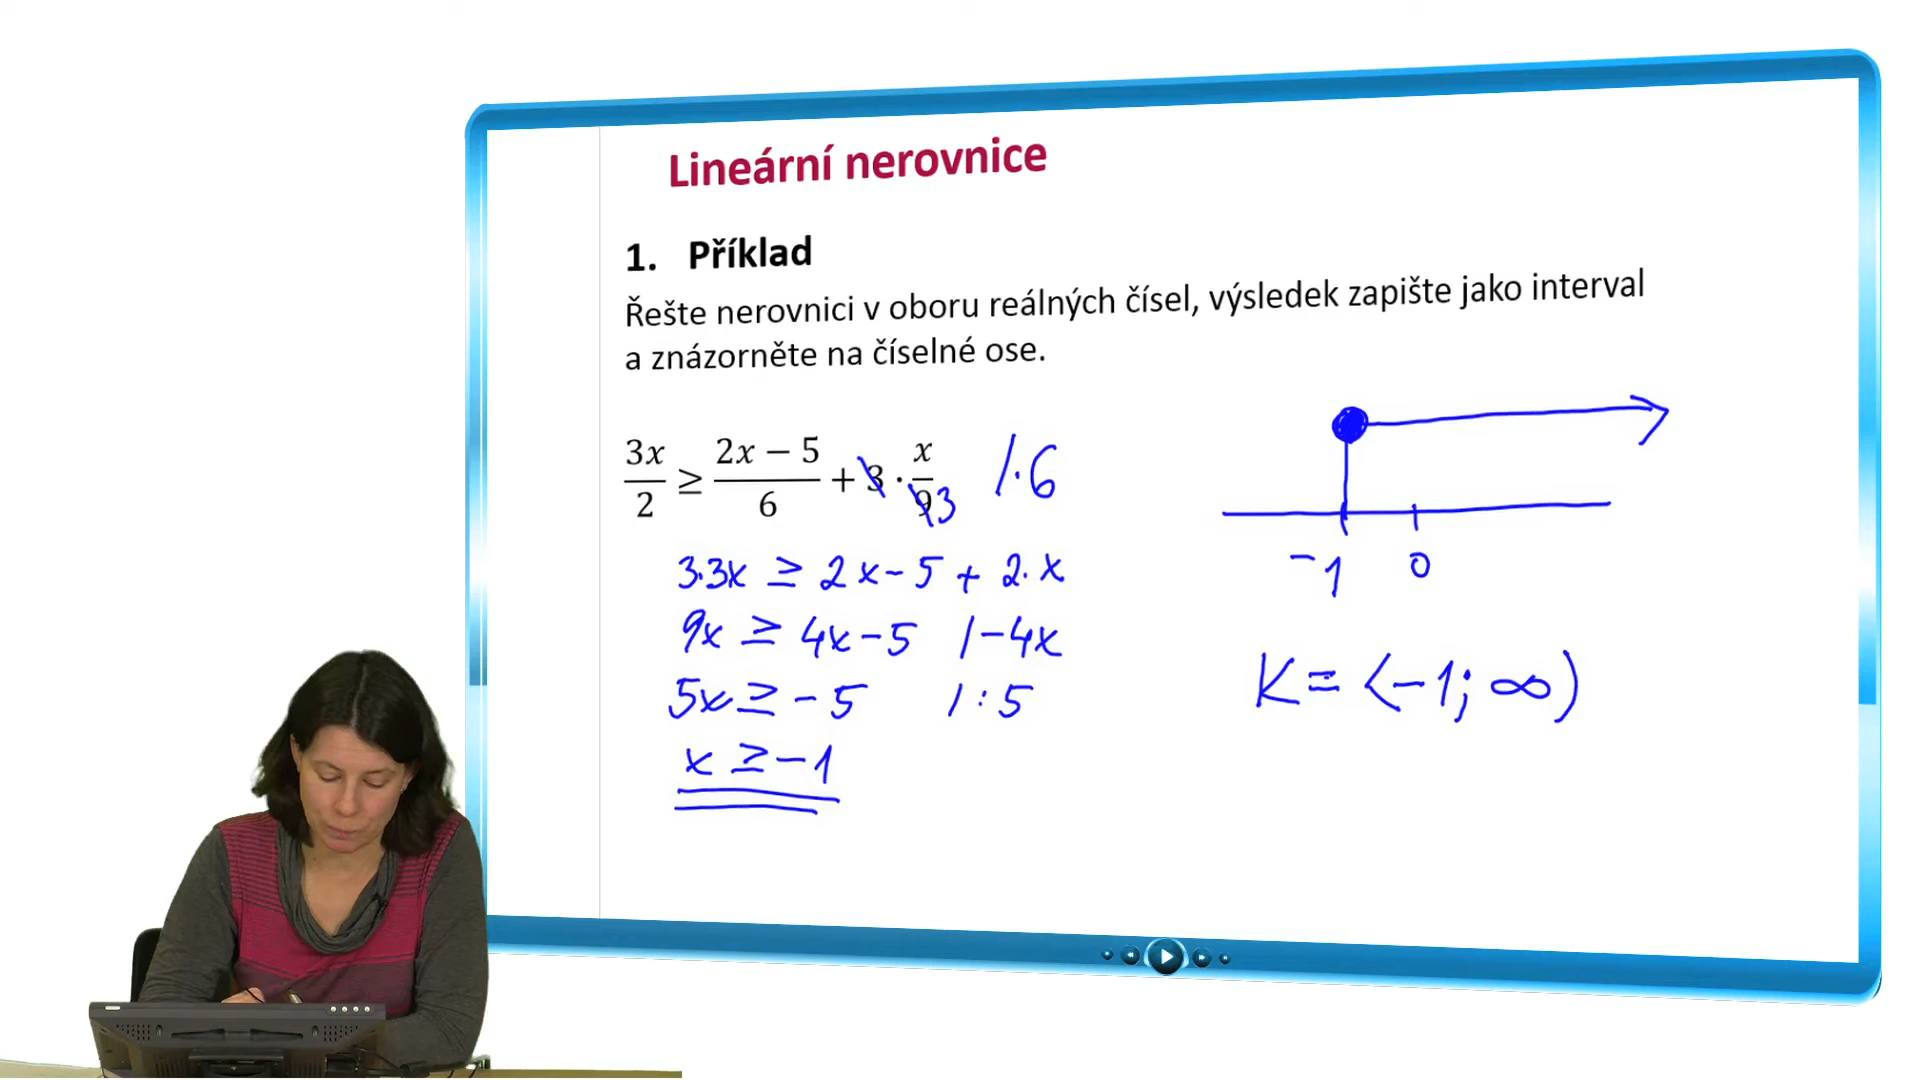 Lineární nerovnice
1. Příklad
Řešte nerovnici v oboru reálných čísel, výsledek zapište jako interval
a znázorněte na číselné ose.
3x/2 ≥ (2x − 5)/6 + 3 · x/9 3 /·6
3·3x ≥ 2x − 5 + 2·x
9x ≥ 4x − 5 /−4x
5x ≥ −5 /:5
x ≥ −1
−1 0
K = ⟨−1; ∞)